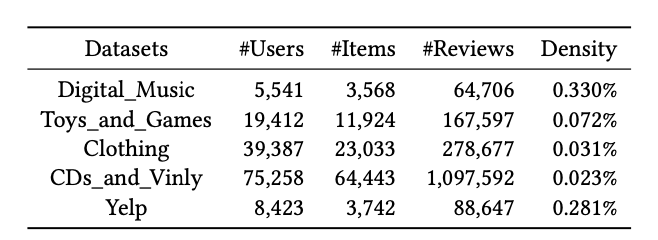 Datasets #Users #Items #Reviews Density
Digital_Music 5,541 3,568 64,706 0.330%
Toys_and_Games 19,412 11,924 167,597 0.072%
Clothing 39,387 23,033 278,677 0.031%
CDs_and_Vinly 75,258 64,443 1,097,592 0.023%
Yelp 8,423 3,742 88,647 0.281%